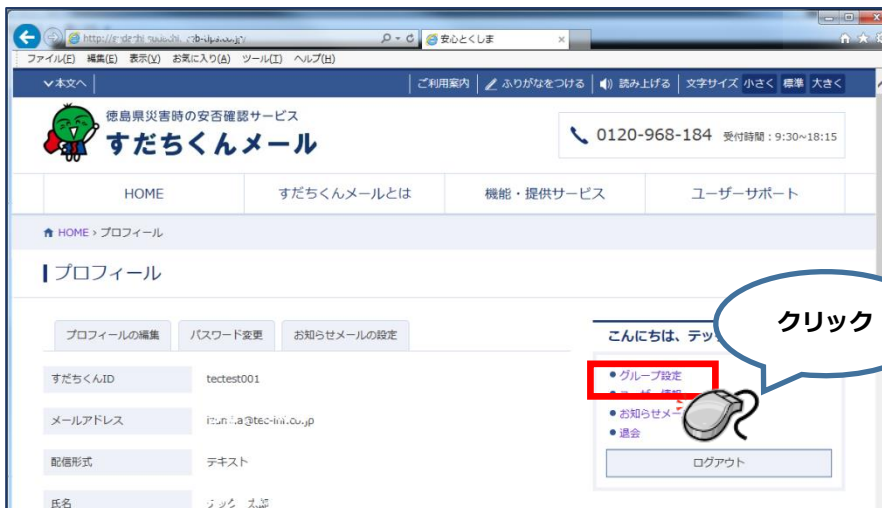 安心とくしま
ファイル(F) 編集(E) 表示(V) お気に入り(A) ツール(T) ヘルプ(H)
本文へ ご利用案内 ふりがなをつける 読み上げる 文字サイズ 小さく 標準 大きく
徳島県災害時の安否確認サービス
すだちくんメール
0120-968-184 受付時間:9:30~18:15
HOME すだちくんメールとは 機能・提供サービス ユーザーサポート
HOME › プロフィール
プロフィール
プロフィールの編集 パスワード変更 お知らせメールの設定
こんにちは、テッ
クリック
すだちくんID tectest001
グループ設定
メールアドレス
お知らせメー
退会
配信形式 テキスト
ログアウト
氏名